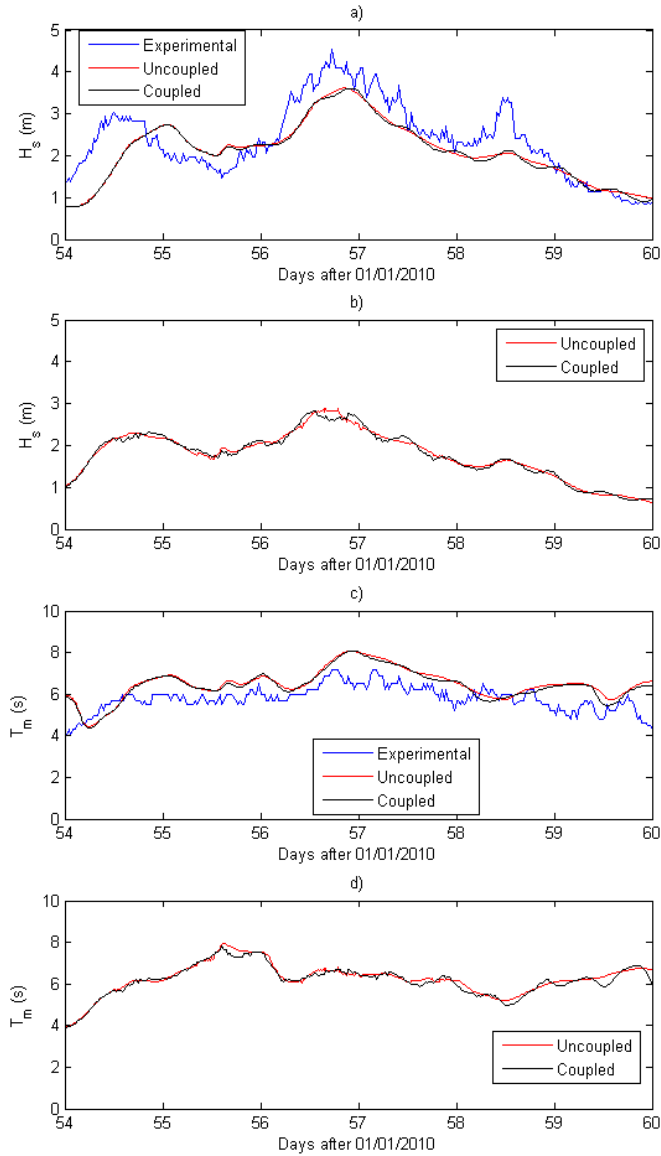 a)
5
4
3
2
1
0
H_s (m)
Experimental
Uncoupled
Coupled
54 55 56 57 58 59 60
Days after 01/01/2010
b)
5
4
3
2
1
0
H_s (m)
Uncoupled
Coupled
54 55 56 57 58 59 60
Days after 01/01/2010
c)
10
8
6
4
2
0
T_m (s)
Experimental
Uncoupled
Coupled
54 55 56 57 58 59 60
Days after 01/01/2010
d)
10
8
6
4
2
0
T_m (s)
Uncoupled
Coupled
54 55 56 57 58 59 60
Days after 01/01/2010